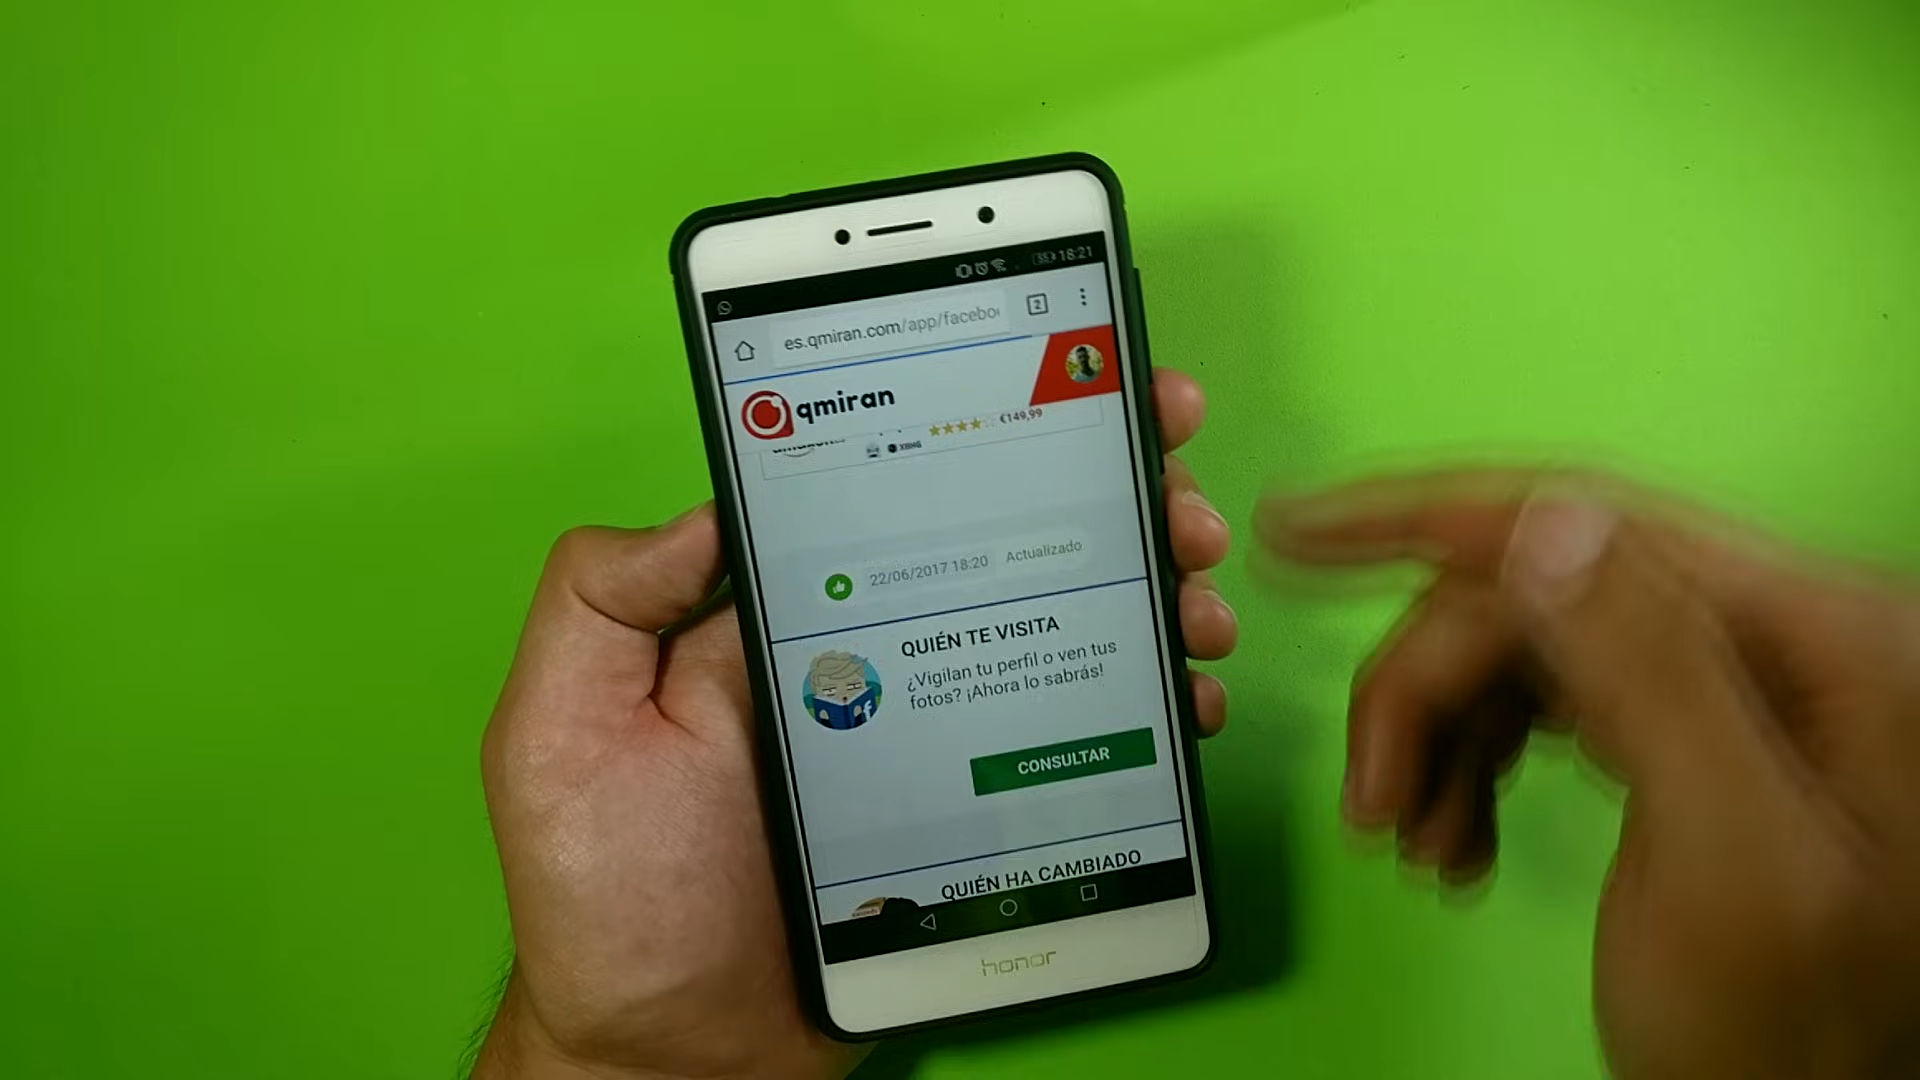 18:21
es.qmiran.com/app/facebo
2
qmiran
€149,99
22/06/2017 18:20 Actualizado
QUIÉN TE VISITA
¿Vigilan tu perfil o ven tus
fotos? ¡Ahora lo sabrás!
CONSULTAR
QUIÉN HA CAMBIADO
honor